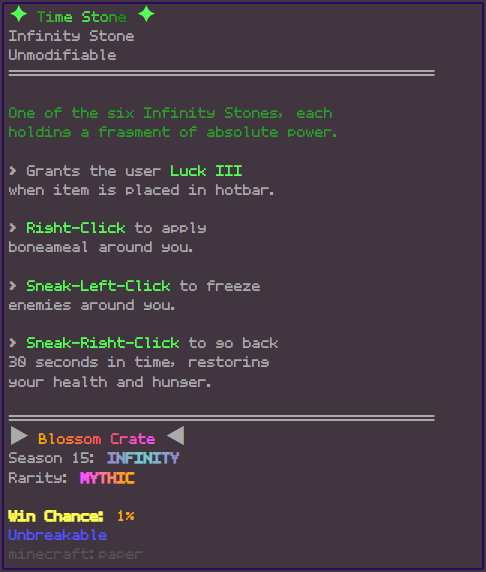 ✦ Time Stone ✦
Infinity Stone
Unmodifiable
One of the six Infinity Stones, each
holding a fragment of absolute power.
> Grants the user Luck III
when item is placed in hotbar.
> Right-Click to apply
boneameal around you.
> Sneak-Left-Click to freeze
enemies around you.
> Sneak-Right-Click to go back
30 seconds in time, restoring
your health and hunger.
▶ Blossom Crate ◀
Season 15: INFINITY
Rarity: MYTHIC
Win Chance: 1%
Unbreakable
minecraft:paper